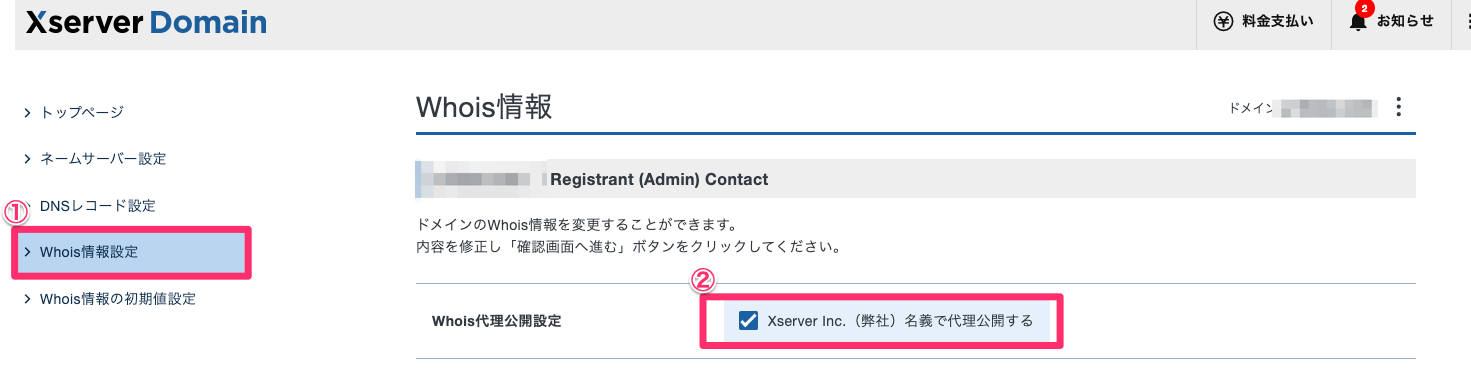 Xserver Domain
料金支払い
2
お知らせ
トップページ
ネームサーバー設定
DNSレコード設定
①
Whois情報設定
Whois情報の初期値設定
Whois情報
ドメイン
Registrant (Admin) Contact
ドメインのWhois情報を変更することができます。
内容を修正し「確認画面へ進む」ボタンをクリックしてください。
②
Whois代理公開設定
Xserver Inc.（弊社）名義で代理公開する